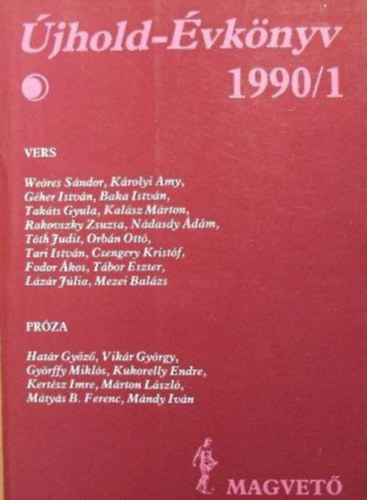 Újhold-Évkönyv
1990/1
VERS
Weöres Sándor, Károlyi Amy,
Géher István, Baka István,
Takáts Gyula, Kalász Márton,
Rakovszky Zsuzsa, Nádasdy Ádám,
Tóth Judit, Orbán Ottó,
Tari István, Csengery Kristóf,
Fodor Ákos, Tábor Eszter,
Lázár Júlia, Mezei Balázs
PRÓZA
Határ Győző, Vikár György,
Györffy Miklós, Kukorelly Endre,
Kertész Imre, Márton László,
Mátyás B. Ferenc, Mándy Iván
MAGVETŐ